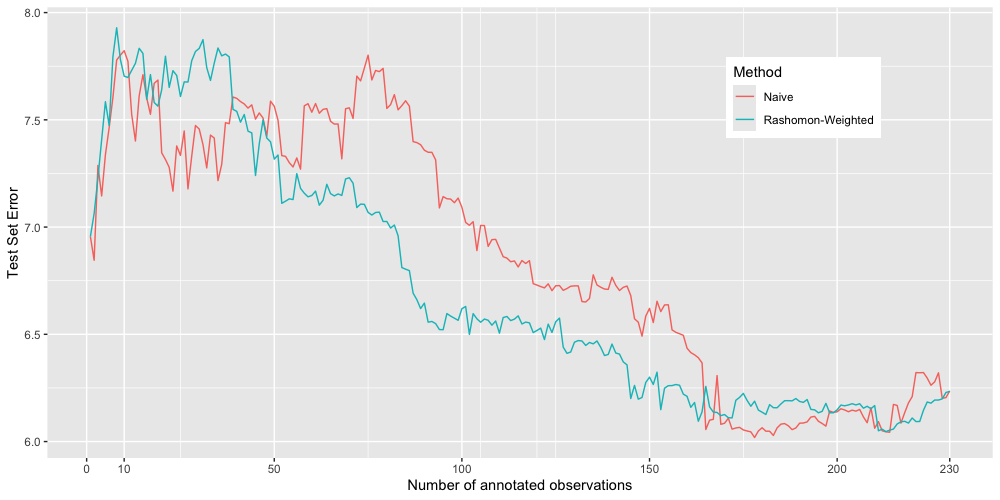 8.0
7.5
7.0
6.5
6.0
Test Set Error
0
10
50
100
150
200
230
Number of annotated observations
Method
Naive
Rashomon-Weighted